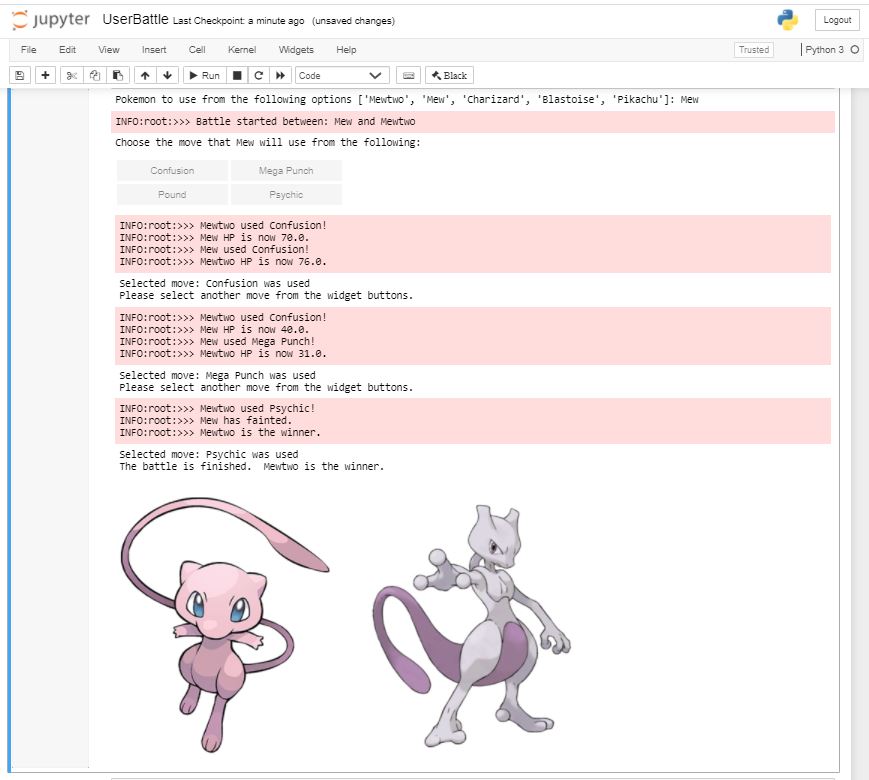 jupyter UserBattle Last Checkpoint: a minute ago (unsaved changes)
Logout
File Edit View Insert Cell Kernel Widgets Help
Trusted
Python 3
Run
Code
Black
Pokemon to use from the following options ['Mewtwo', 'Mew', 'Charizard', 'Blastoise', 'Pikachu']: Mew
INFO:root:>>> Battle started between: Mew and Mewtwo
Choose the move that Mew will use from the following:
Confusion Mega Punch
Pound Psychic
INFO:root:>>> Mewtwo used Confusion!
INFO:root:>>> Mew HP is now 70.0.
INFO:root:>>> Mew used Confusion!
INFO:root:>>> Mewtwo HP is now 76.0.
Selected move: Confusion was used
Please select another move from the widget buttons.
INFO:root:>>> Mewtwo used Confusion!
INFO:root:>>> Mew HP is now 40.0.
INFO:root:>>> Mew used Mega Punch!
INFO:root:>>> Mewtwo HP is now 31.0.
Selected move: Mega Punch was used
Please select another move from the widget buttons.
INFO:root:>>> Mewtwo used Psychic!
INFO:root:>>> Mew has fainted.
INFO:root:>>> Mewtwo is the winner.
Selected move: Psychic was used
The battle is finished.  Mewtwo is the winner.